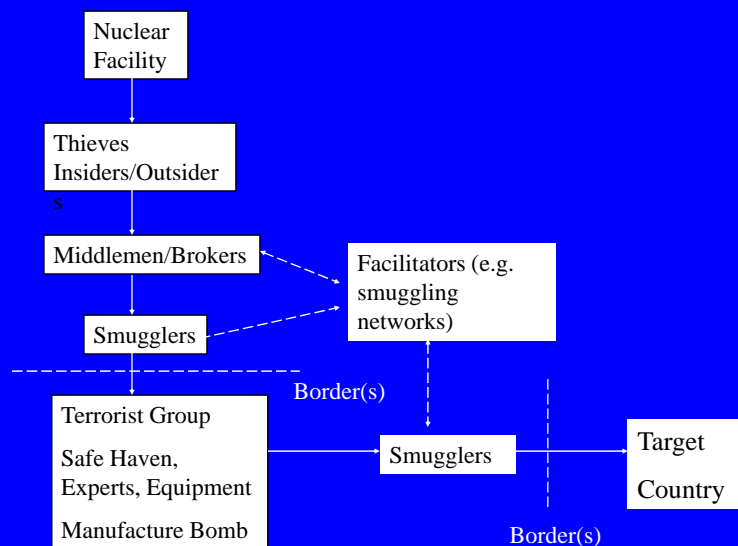 Nuclear
Facility
Thieves
Insiders/Outsider
s
Middlemen/Brokers
Facilitators (e.g.
smuggling
networks)
Smugglers
Border(s)
Terrorist Group
Safe Haven,
Experts, Equipment
Manufacture Bomb
Smugglers
Target
Country
Border(s)